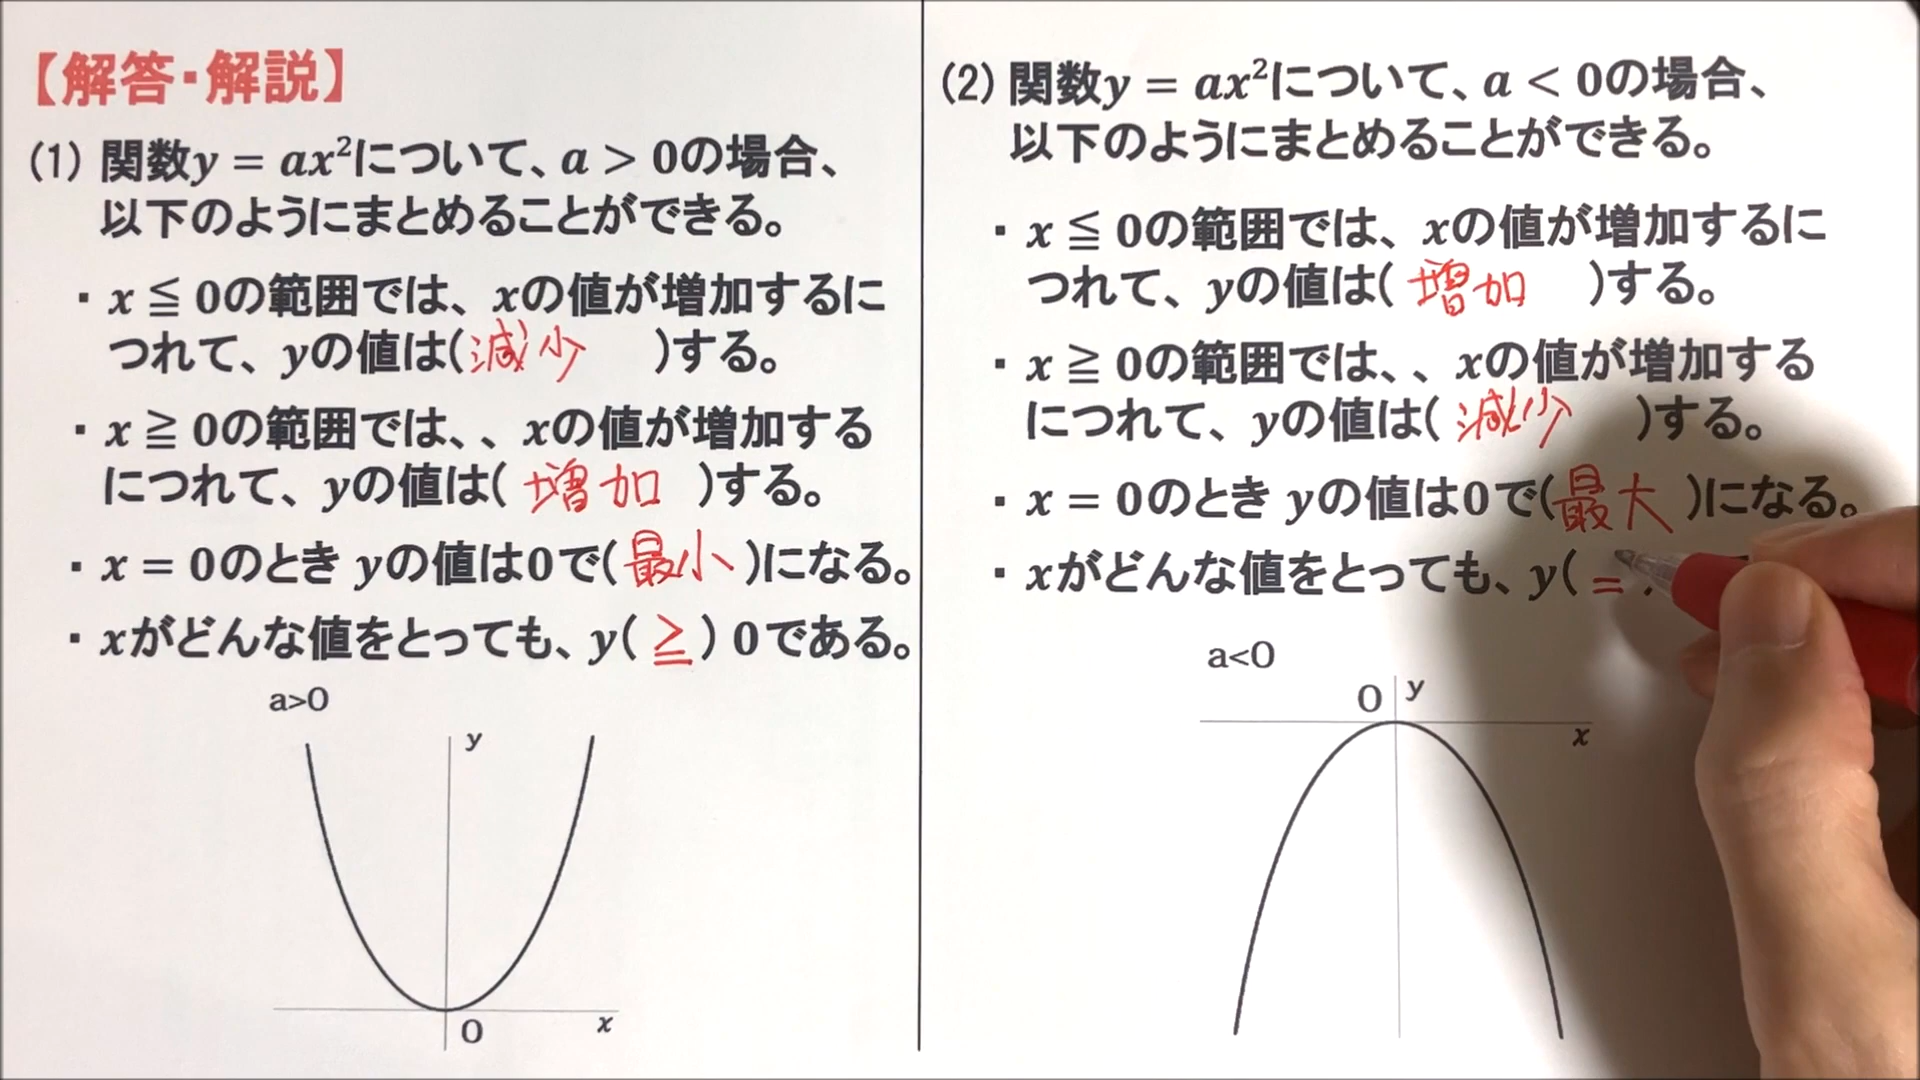 【解答・解説】
(1) 関数y = ax²について、a > 0の場合、
以下のようにまとめることができる。
・x ≦ 0の範囲では、xの値が増加するに
つれて、yの値は(減少)する。
・x ≧ 0の範囲では、、xの値が増加する
につれて、yの値は(増加)する。
・x = 0のとき yの値は0で(最小)になる。
・xがどんな値をとっても、y(≧) 0である。
a>0
y
O
x
(2) 関数y = ax²について、a < 0の場合、
以下のようにまとめることができる。
・x ≦ 0の範囲では、xの値が増加するに
つれて、yの値は(増加)する。
・x ≧ 0の範囲では、、xの値が増加する
につれて、yの値は(減少)する。
・x = 0のとき yの値は0で(最大)になる。
・xがどんな値をとっても、y( =
a<0
O y
x